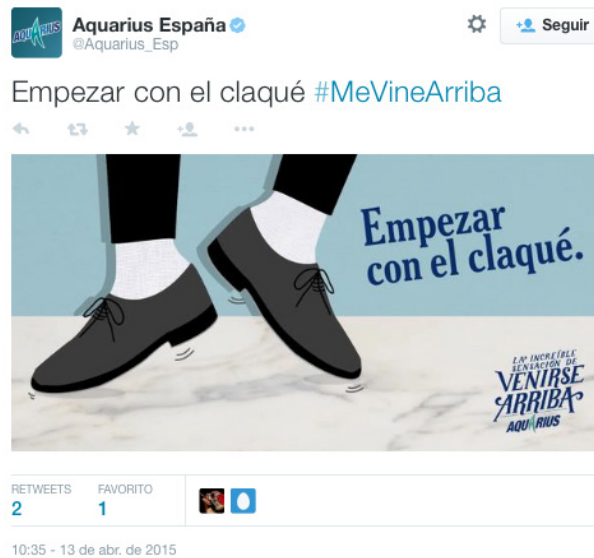 AQUARIUS
Aquarius España
@Aquarius_Esp
Seguir
Empezar con el claqué #MeVineArriba
Empezar
con el claqué.
LA INCREÍBLE
SENSACIÓN DE
VENIRSE
ARRIBA
AQUARIUS
RETWEETS
FAVORITO
2
1
10:35 - 13 de abr. de 2015